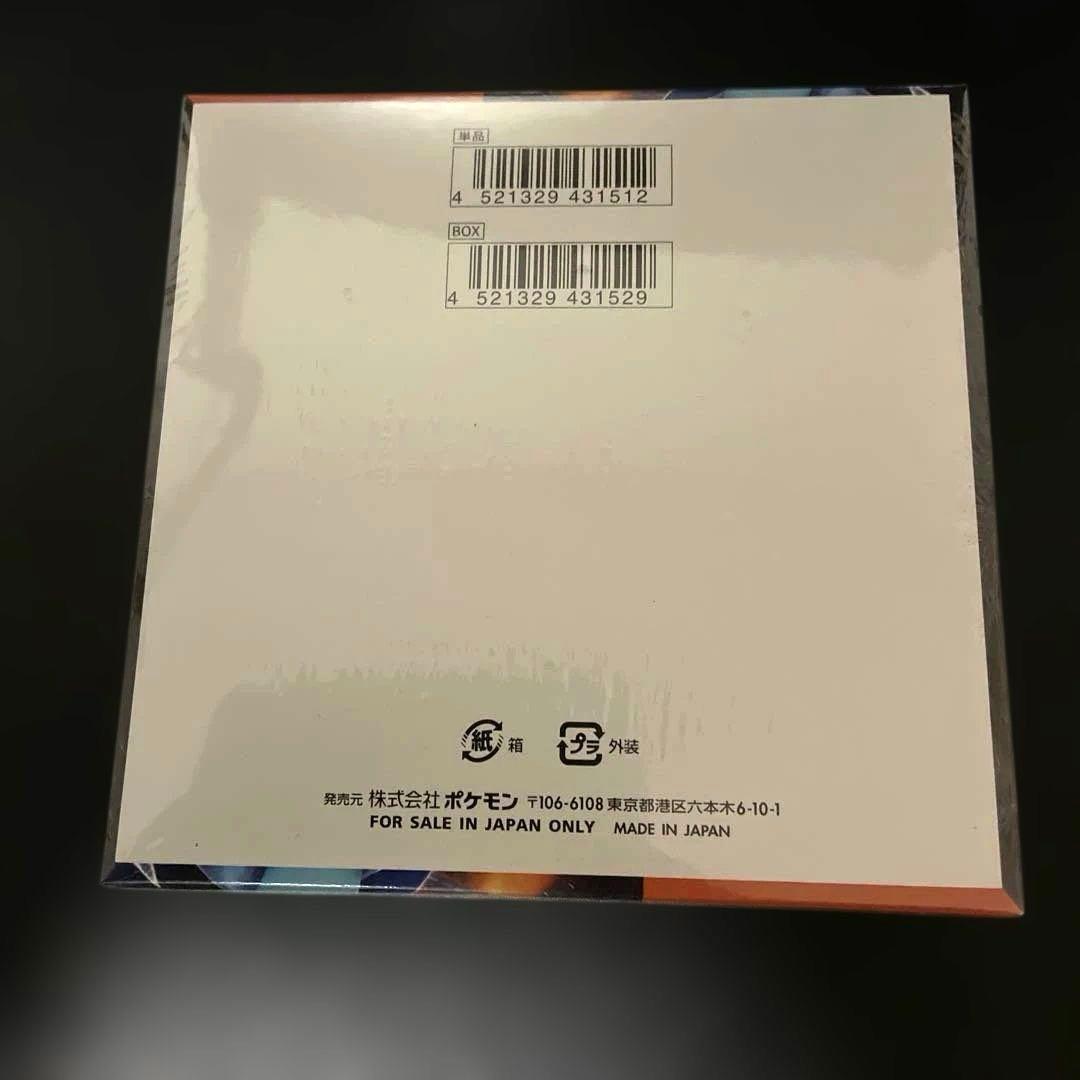 単品
4 521329 431512
BOX
4 521329 431529
紙 箱 プラ 外装
発売元 株式会社 ポケモン 〒106-6108 東京都港区六本木6-10-1
FOR SALE IN JAPAN ONLY MADE IN JAPAN